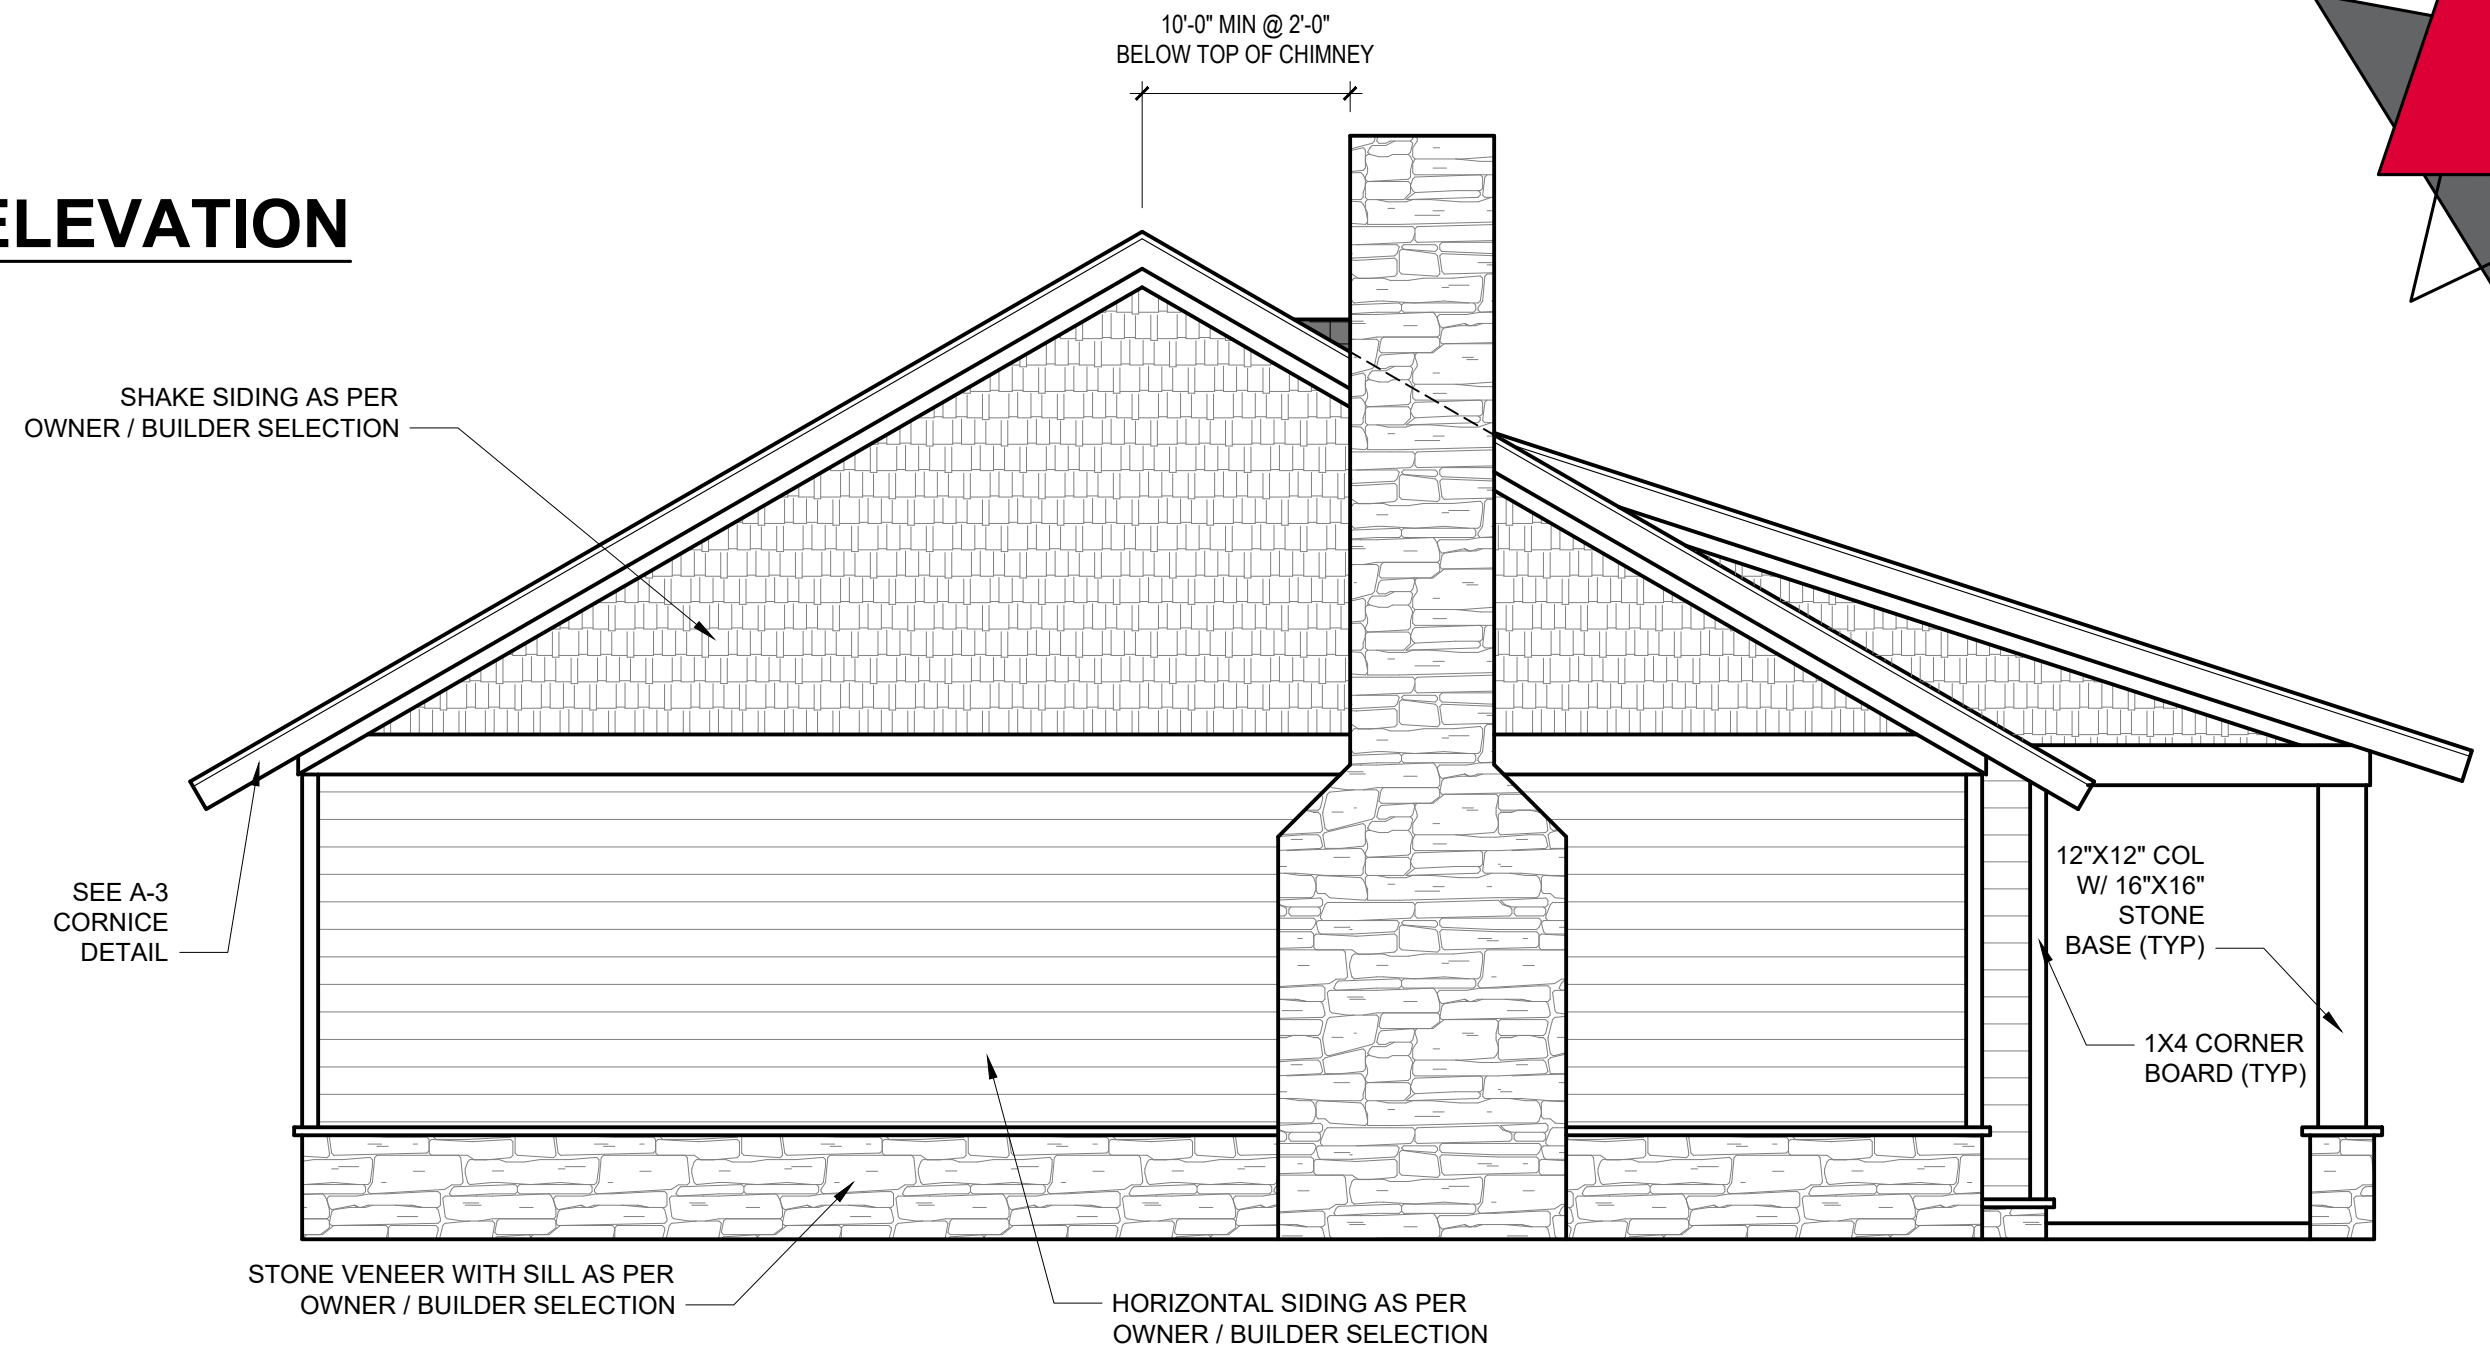 10'-0" MIN @ 2'-0"
BELOW TOP OF CHIMNEY
ELEVATION
SHAKE SIDING AS PER
OWNER / BUILDER SELECTION
SEE A-3
CORNICE
DETAIL
12"X12" COL
W/ 16"X16"
STONE
BASE (TYP)
1X4 CORNER
BOARD (TYP)
STONE VENEER WITH SILL AS PER
OWNER / BUILDER SELECTION
HORIZONTAL SIDING AS PER
OWNER / BUILDER SELECTION